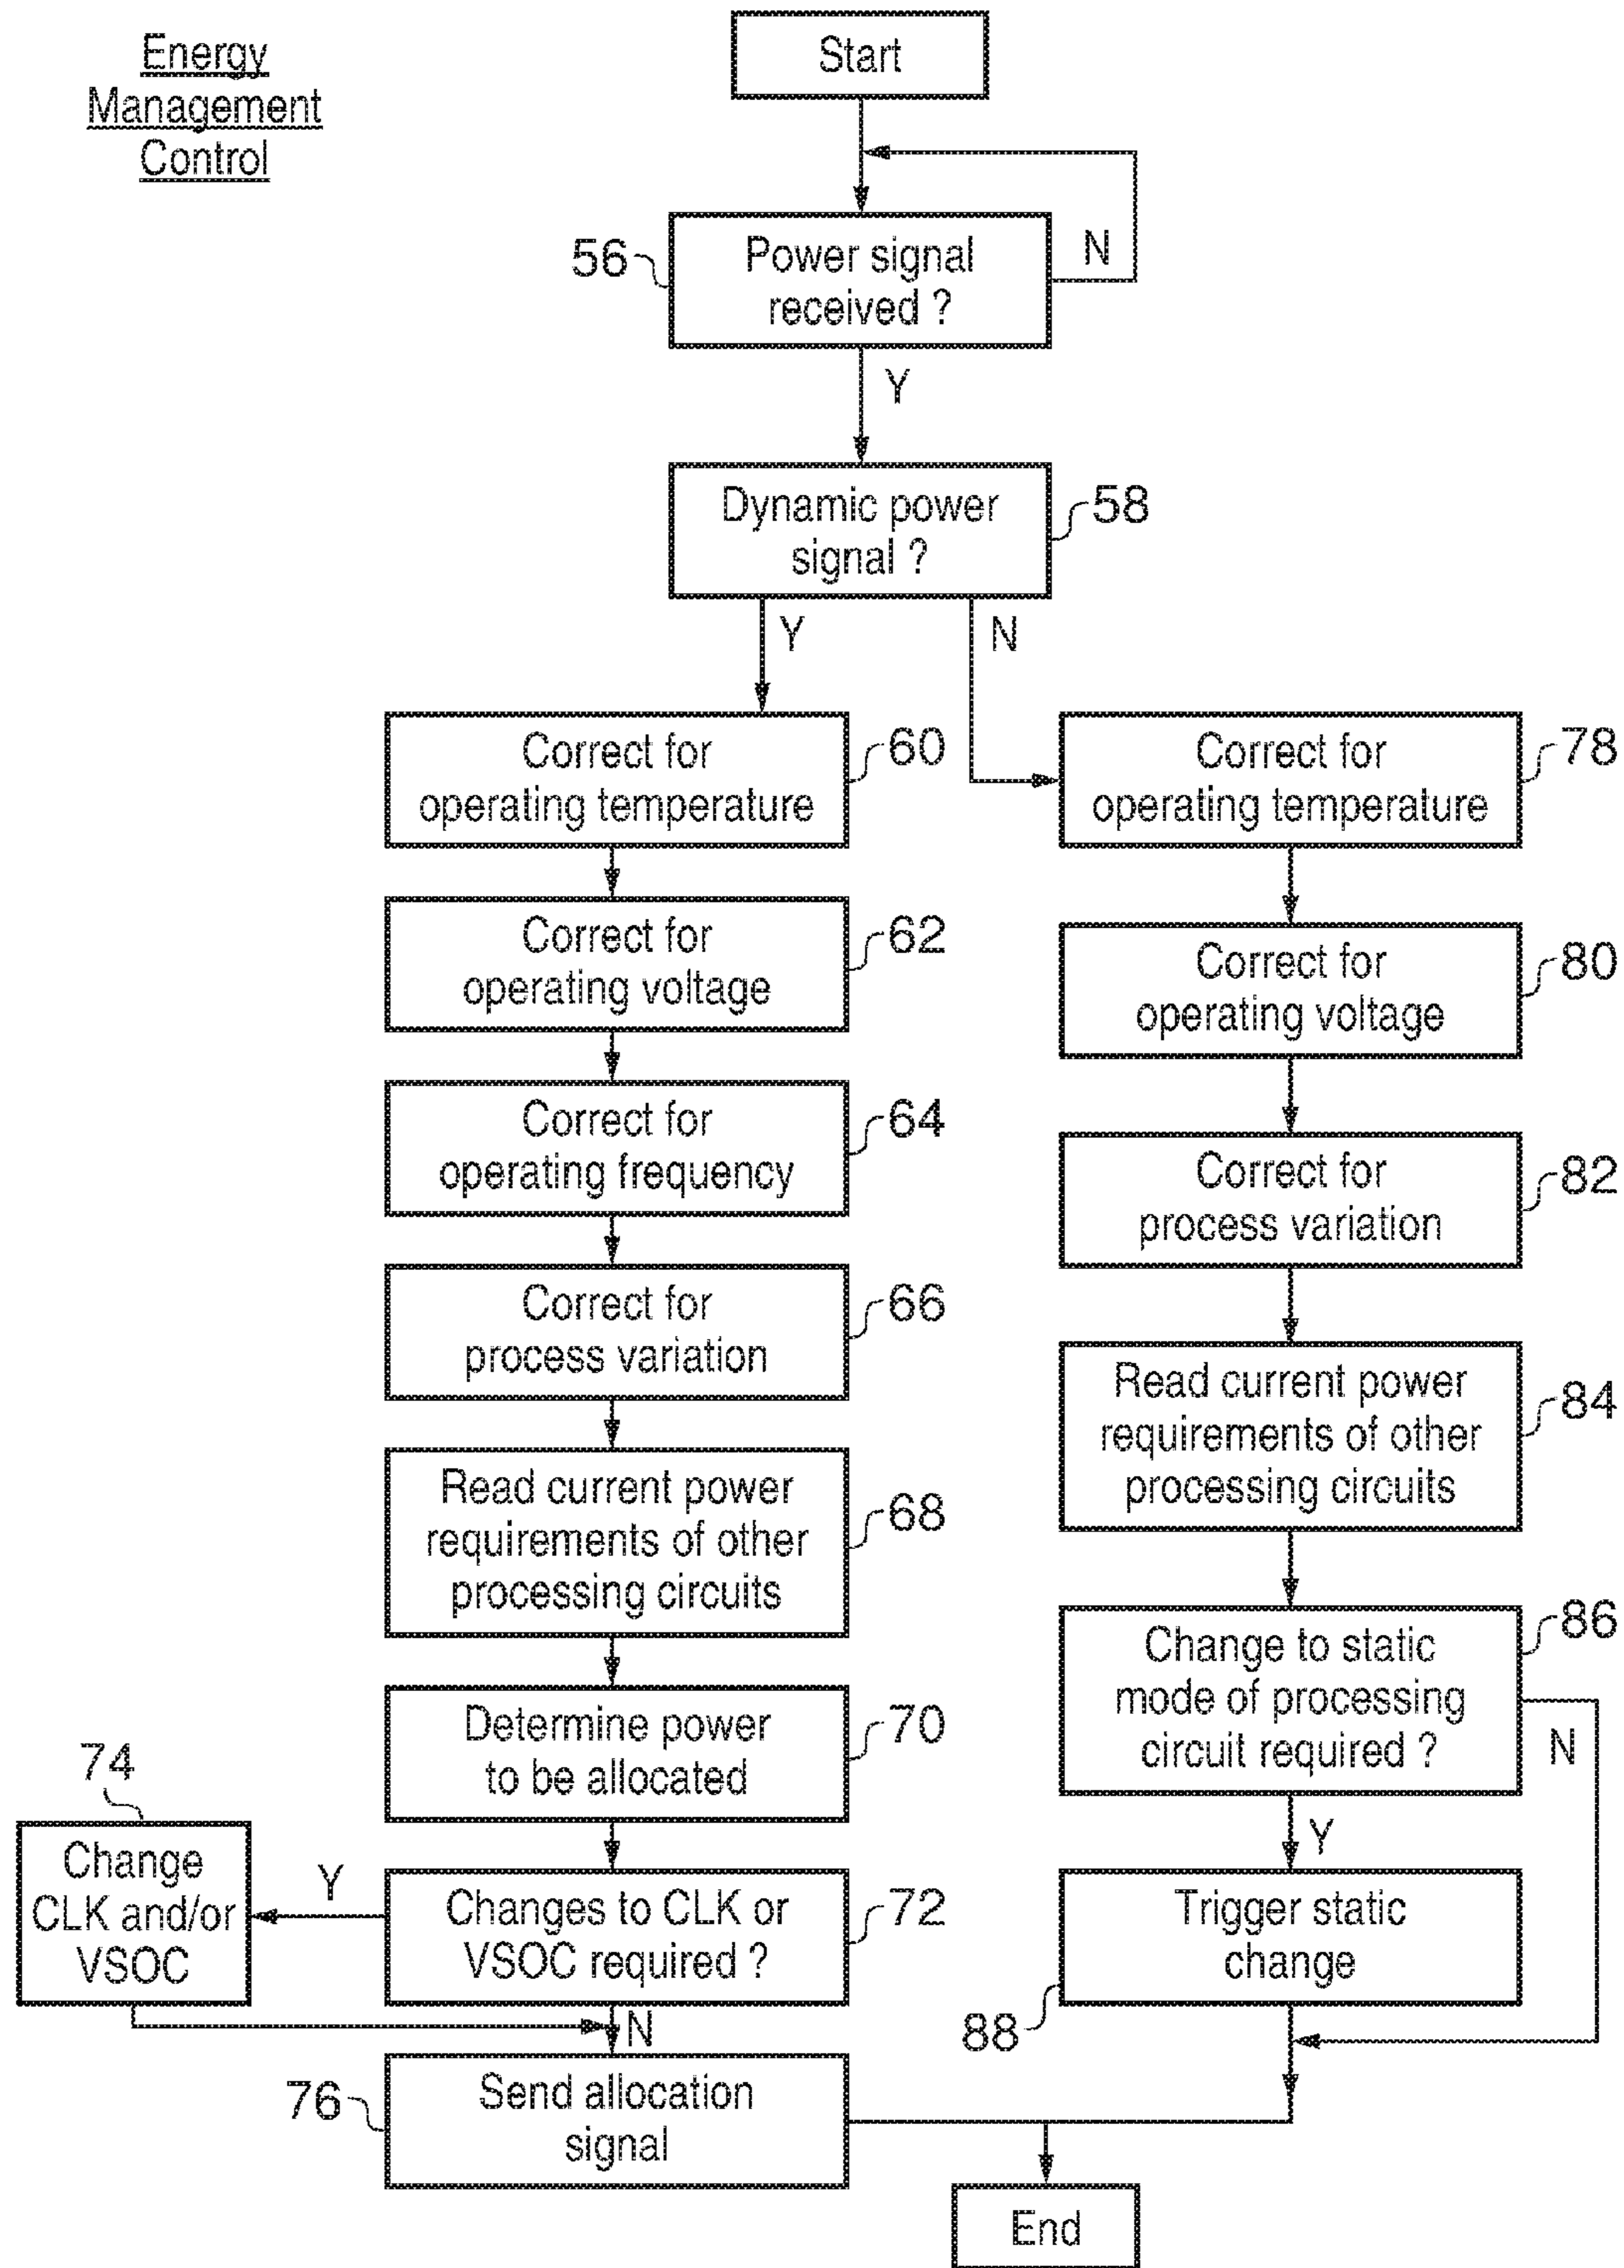 Energy
Management
Control
Start
56
Power signal
received ?
N
Y
Dynamic power
signal ?
58
Y
N
Correct for
operating temperature
60
Correct for
operating voltage
62
Correct for
operating frequency
64
Correct for
process variation
66
Read current power
requirements of other
processing circuits
68
Determine power
to be allocated
70
74
Change
CLK and/or
VSOC
Y
Changes to CLK or
VSOC required ?
72
N
76
Send allocation
signal
Correct for
operating temperature
78
Correct for
operating voltage
80
Correct for
process variation
82
Read current power
requirements of other
processing circuits
84
Change to static
mode of processing
circuit required ?
86
N
Y
Trigger static
change
88
End